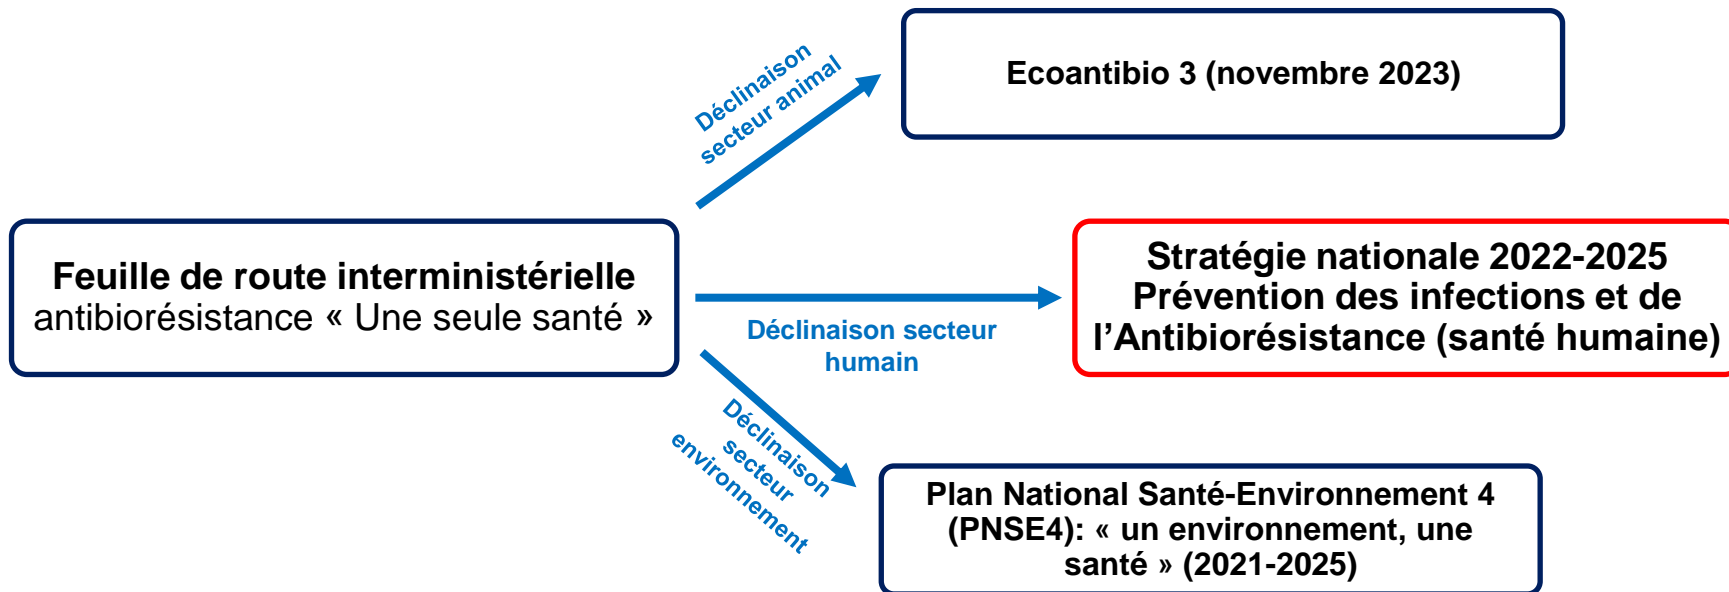 Déclinaison
secteur animal
Ecoantibio 3 (novembre 2023)
Feuille de route interministérielle
antibiorésistance « Une seule santé »
Déclinaison secteur
humain
Stratégie nationale 2022-2025
Prévention des infections et de
l’Antibiorésistance (santé humaine)
Déclinaison
secteur
environnement
Plan National Santé-Environnement 4
(PNSE4): « un environnement, une
santé » (2021-2025)